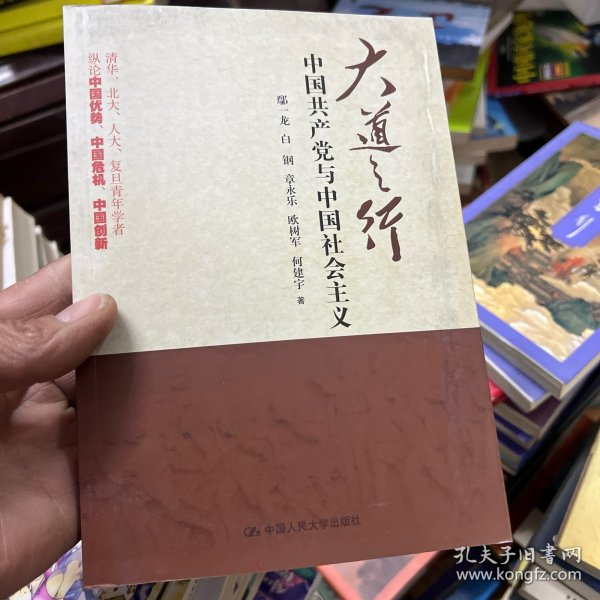 大道之行
中国共产党与中国社会主义
鄢一龙 白 钢 章永乐 欧树军 何建宇 著
清华、北大、人大、复旦青年学者
纵论中国优势、中国危机、中国创新
中国人民大学出版社
孔夫子旧书网
www.kongfz.com